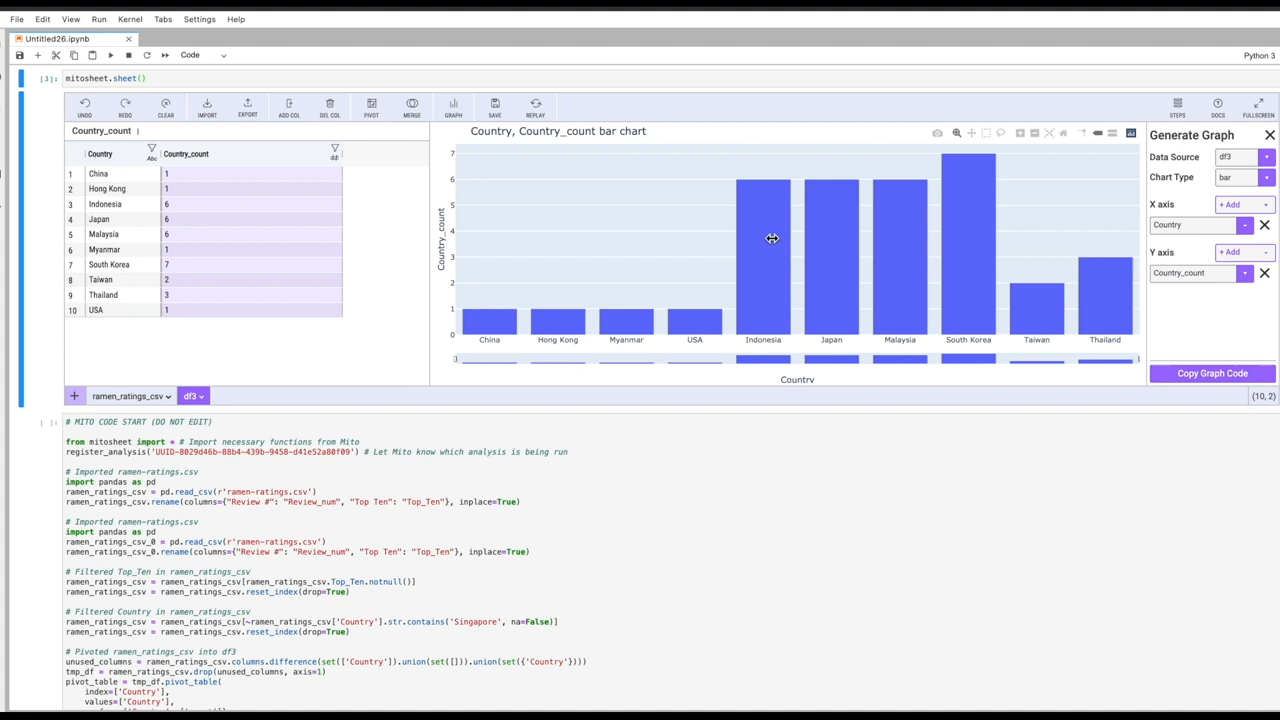 File Edit View Run Kernel Tabs Settings Help
Untitled26.ipynb
Code
Python 3
[3]: mitosheet.sheet()
UNDO REDO CLEAR IMPORT EXPORT ADD COL DEL COL PIVOT MERGE GRAPH SAVE REPLAY STEPS DOCS FULLSCREEN
Country_count
Country Abc Country_count ##
1 China 1
2 Hong Kong 1
3 Indonesia 6
4 Japan 6
5 Malaysia 6
6 Myanmar 1
7 South Korea 7
8 Taiwan 2
9 Thailand 3
10 USA 1
Country, Country_count bar chart
Country_count
7
6
5
4
3
2
1
0
China Hong Kong Myanmar USA Indonesia Japan Malaysia South Korea Taiwan Thailand
Country
Generate Graph
Data Source df3
Chart Type bar
X axis + Add
Country
Y axis + Add
Country_count
Copy Graph Code
+ ramen_ratings_csv df3 (10, 2)
[ ]: # MITO CODE START (DO NOT EDIT)
from mitosheet import * # Import necessary functions from Mito
register_analysis('UUID-8029d46b-88b4-439b-9458-d41e52a80f09') # Let Mito know which analysis is being run
# Imported ramen-ratings.csv
import pandas as pd
ramen_ratings_csv = pd.read_csv(r'ramen-ratings.csv')
ramen_ratings_csv.rename(columns={"Review #": "Review_num", "Top Ten": "Top_Ten"}, inplace=True)
# Imported ramen-ratings.csv
import pandas as pd
ramen_ratings_csv_0 = pd.read_csv(r'ramen-ratings.csv')
ramen_ratings_csv_0.rename(columns={"Review #": "Review_num", "Top Ten": "Top_Ten"}, inplace=True)
# Filtered Top_Ten in ramen_ratings_csv
ramen_ratings_csv = ramen_ratings_csv[ramen_ratings_csv.Top_Ten.notnull()]
ramen_ratings_csv = ramen_ratings_csv.reset_index(drop=True)
# Filtered Country in ramen_ratings_csv
ramen_ratings_csv = ramen_ratings_csv[~ramen_ratings_csv['Country'].str.contains('Singapore', na=False)]
ramen_ratings_csv = ramen_ratings_csv.reset_index(drop=True)
# Pivoted ramen_ratings_csv into df3
unused_columns = ramen_ratings_csv.columns.difference(set(['Country']).union(set([])).union(set({'Country'})))
tmp_df = ramen_ratings_csv.drop(unused_columns, axis=1)
pivot_table = tmp_df.pivot_table(
index=['Country'],
values=['Country'],